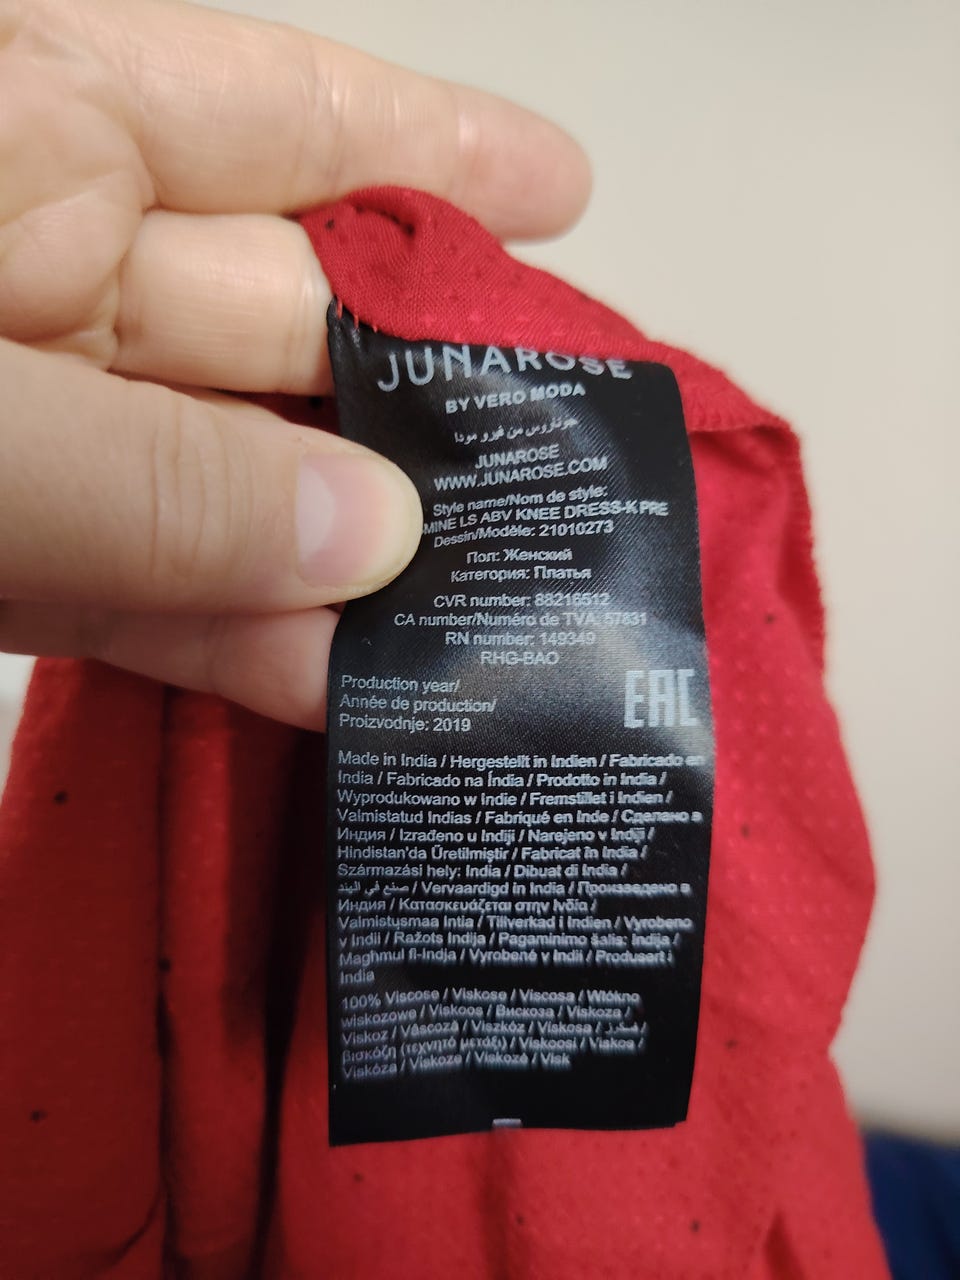 JUNAROSE
BY VERO MODA
جوناروس من فيرو مودا
JUNAROSE
WWW.JUNAROSE.COM
Style name/Nom de style:
MINE LS ABV KNEE DRESS-K PRE
Dessin/Modèle: 21010273
Пол: Женский
Категория: Платья
CVR number: 88216512
CA number/Numéro de TVA: 57831
RN number: 149349
RHG-BAO
Production year/
Année de production/
Proizvodnje: 2019
EAC
Made in India / Hergestellt in Indien / Fabricado en
India / Fabricado na Índia / Prodotto in India /
Wyprodukowano w Indie / Fremstillet i Indien /
Valmistatud Indias / Fabriqué en Inde / Сделано в
Индия / Izrađeno u Indiji / Narejeno v Indiji /
Hindistan'da Üretilmiştir / Fabricat în India /
Származási hely: India / Dibuat di India /
صنع في الهند / Vervaardigd in India / Произведено в
Индия / Κατασκευάζεται στην Ινδία /
Valmistusmaa Intia / Tillverkad i Indien / Vyrobeno
v Indii / Ražots Indija / Pagaminimo šalis: Indija /
Maghmul fl-Indja / Vyrobené v Indii / Produsert i
India
100% Viscose / Viskose / Viscosa / Włókno
wiskozowe / Viskoos / Вискоза / Viskoza /
Viskoz / Vâscoză / Viszkóz / Viskosa / فسكوز /
βισκόζη (τεχνητό μετάξι) / Viskoosi / Viskos /
Viskóza / Viskoze / Viskozé / Visk